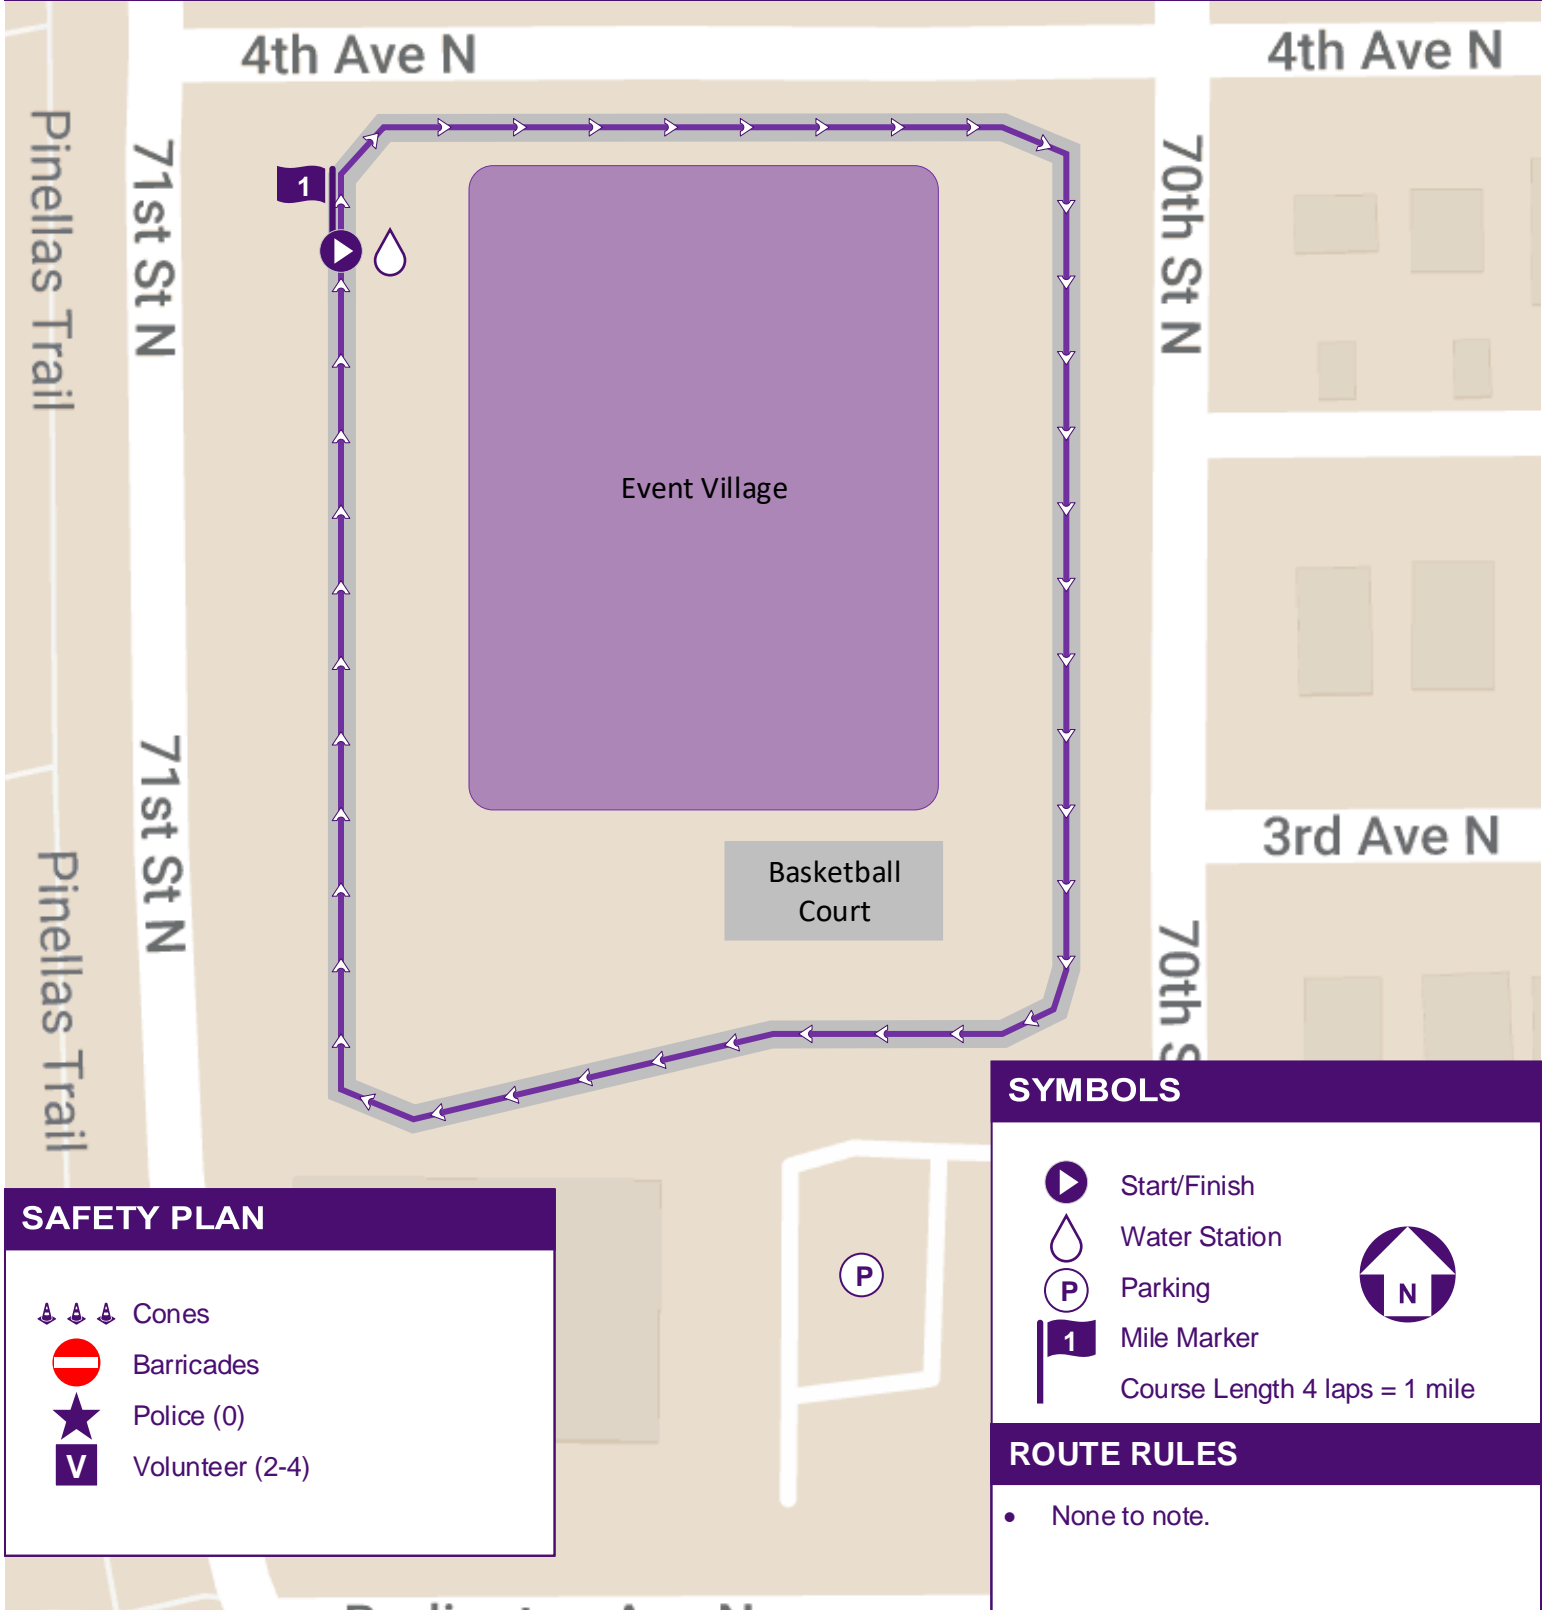 4th Ave N
4th Ave N
Pinellas Trail
71st St N
70th St N
1
Event Village
71st St N
3rd Ave N
Basketball
Court
Pinellas Trail
70th S
SYMBOLS
Start/Finish
Water Station
P Parking
N
1 Mile Marker
Course Length 4 laps = 1 mile
P
SAFETY PLAN
Cones
Barricades
Police (0)
V Volunteer (2-4)
ROUTE RULES
• None to note.